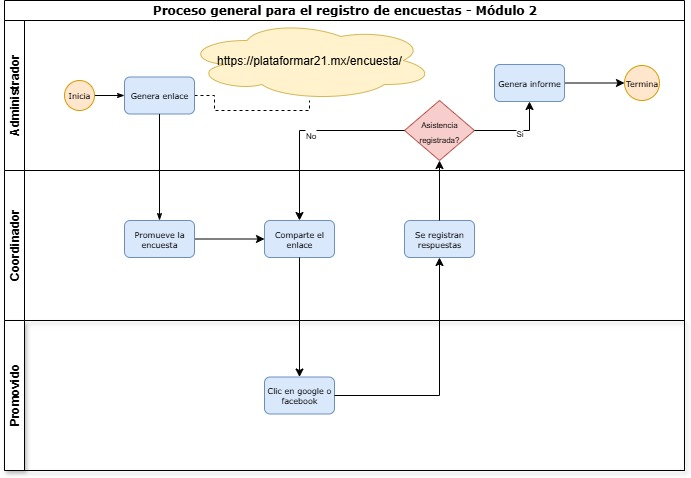 Proceso general para el registro de encuestas - Módulo 2
Administrador
https://plataformar21.mx/encuesta/
Inicia
Genera enlace
Genera informe
Termina
Asistencia
registrada?
No
Si
Coordinador
Promueve la
encuesta
Comparte el
enlace
Se registran
respuestas
Promovido
Clic en google o
facebook